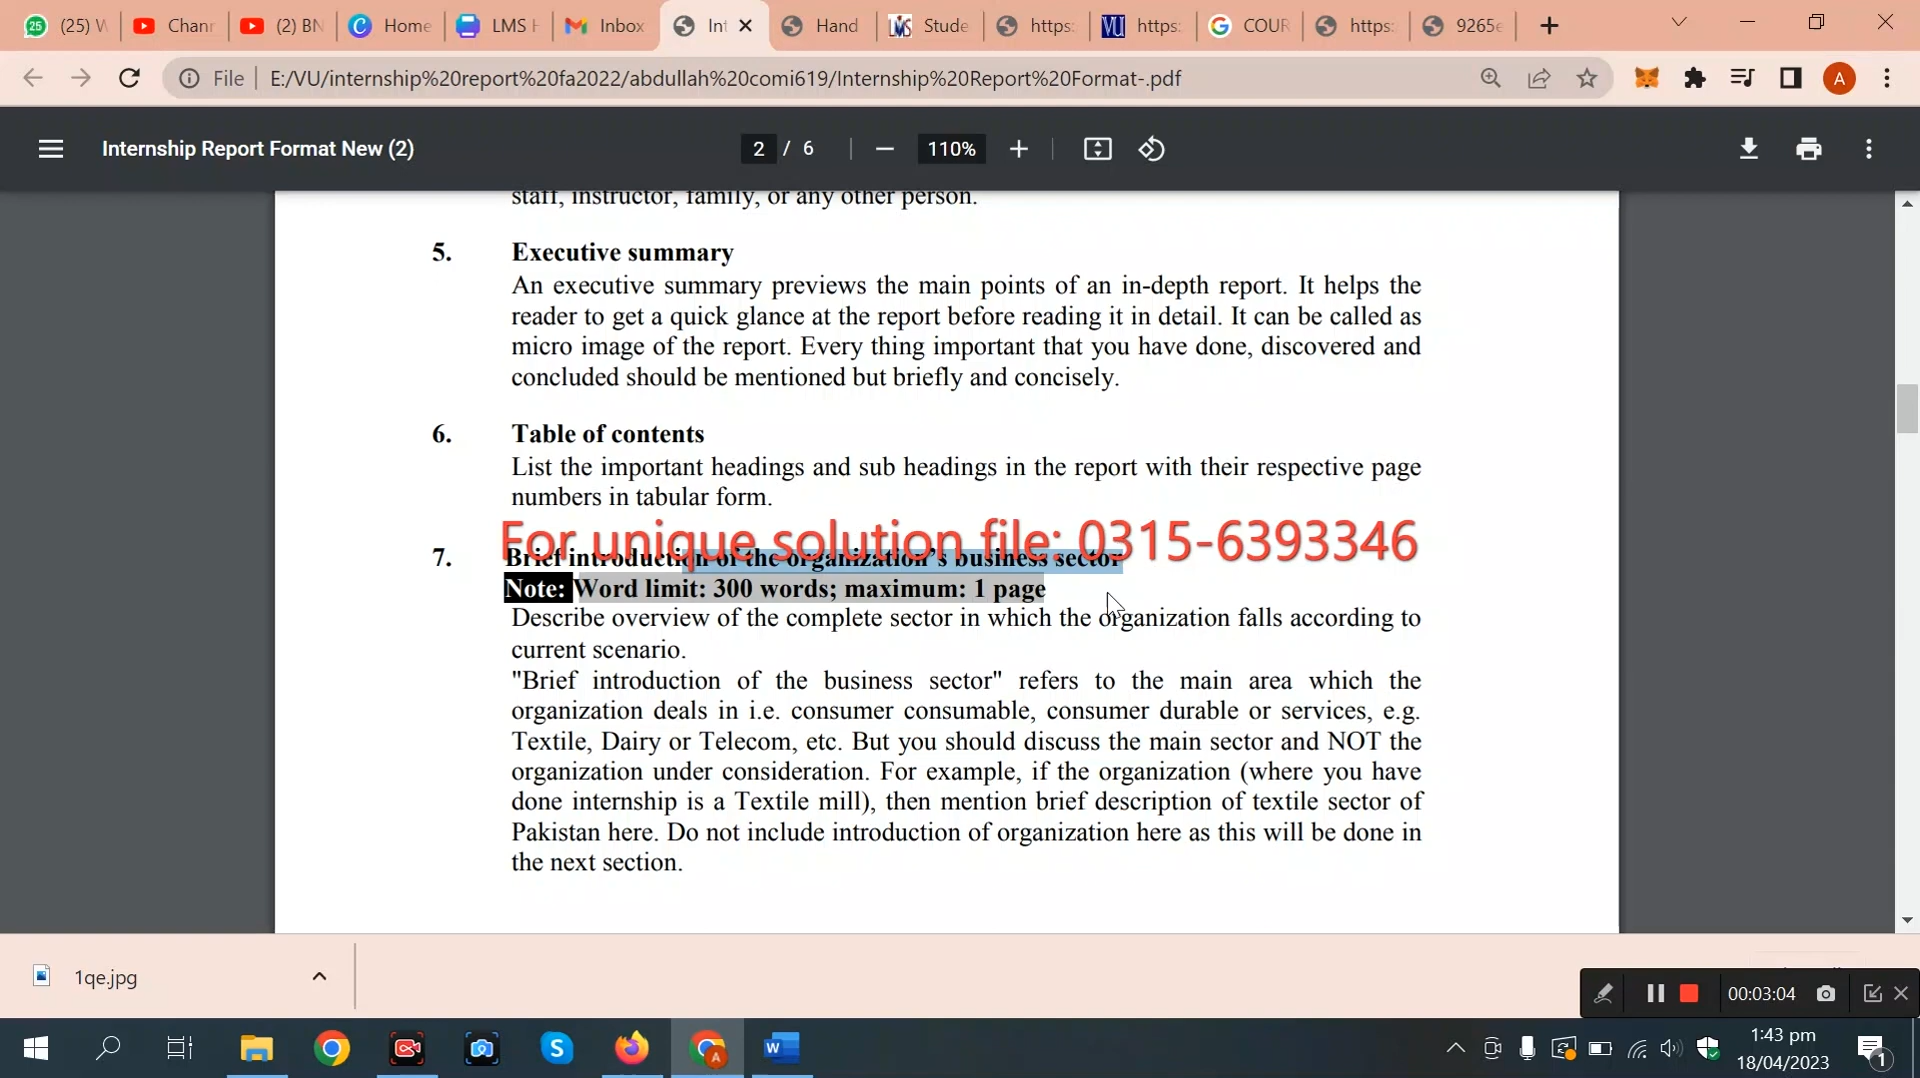 (25) W
Chann
(2) BN
Home
LMS H
Inbox
Int
Hand
Stude
https:
https:
COUR
https:
9265e
File
E:/VU/internship%20report%20fa2022/abdullah%20comi619/Internship%20Report%20Format-.pdf
A
Internship Report Format New (2)
2 / 6
110%
staff, instructor, family, or any other person.
5. Executive summary
An executive summary previews the main points of an in-depth report. It helps the
reader to get a quick glance at the report before reading it in detail. It can be called as
micro image of the report. Every thing important that you have done, discovered and
concluded should be mentioned but briefly and concisely.
6. Table of contents
List the important headings and sub headings in the report with their respective page
numbers in tabular form.
For unique solution file: 0315-6393346
7. Brief introduction of the organization's business sector
Note: Word limit: 300 words; maximum: 1 page
Describe overview of the complete sector in which the organization falls according to
current scenario.
"Brief introduction of the business sector" refers to the main area which the
organization deals in i.e. consumer consumable, consumer durable or services, e.g.
Textile, Dairy or Telecom, etc. But you should discuss the main sector and NOT the
organization under consideration. For example, if the organization (where you have
done internship is a Textile mill), then mention brief description of textile sector of
Pakistan here. Do not include introduction of organization here as this will be done in
the next section.
1qe.jpg
00:03:04
1:43 pm
18/04/2023
1